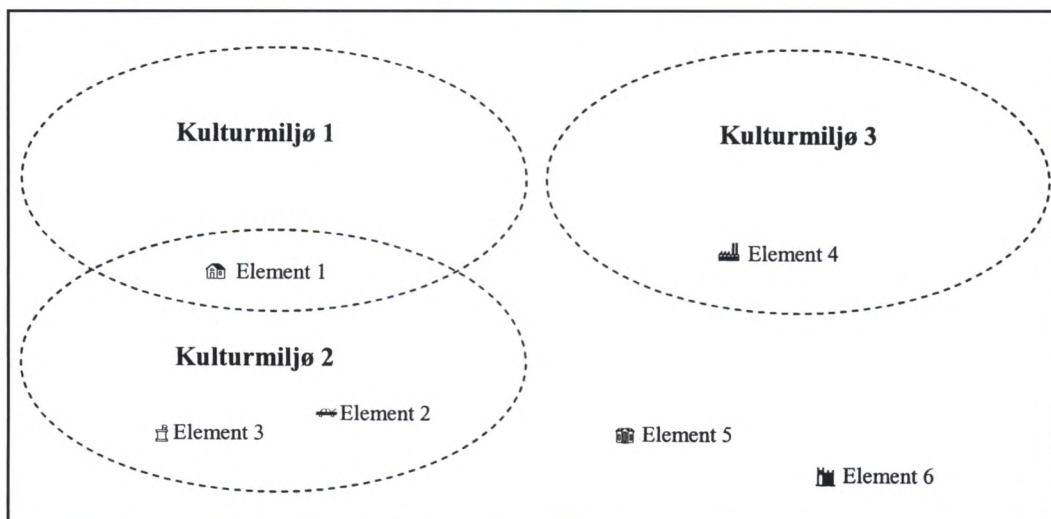 Kulturmiljø 1
Kulturmiljø 3
Element 1
Element 4
Kulturmiljø 2
Element 2
Element 3
Element 5
Element 6